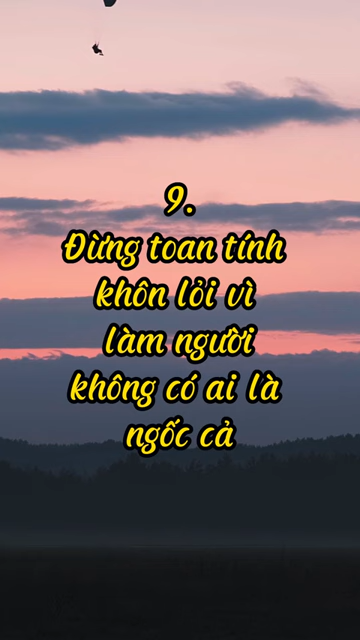 9.
Đừng toan tính
khôn lỏi vì
làm người
không có ai là
ngốc cả